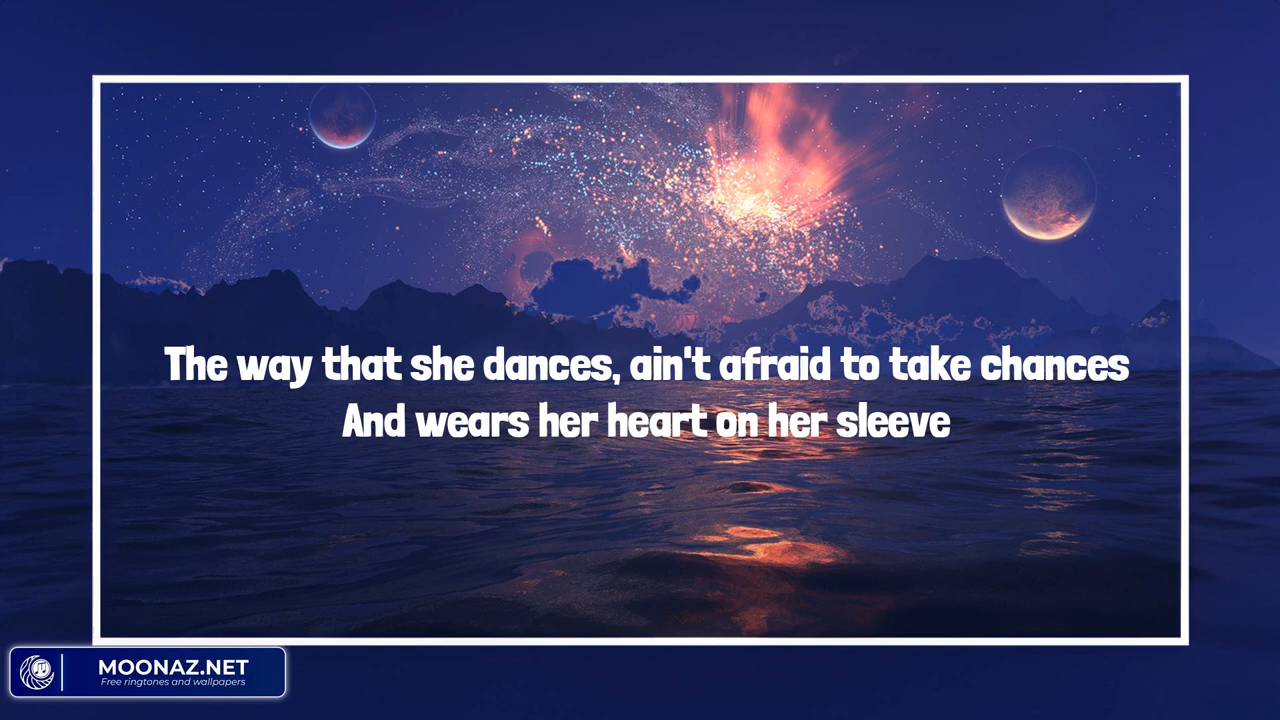 The way that she dances, ain't afraid to take chances
And wears her heart on her sleeve
MOONAZ.NET
Free ringtones and wallpapers